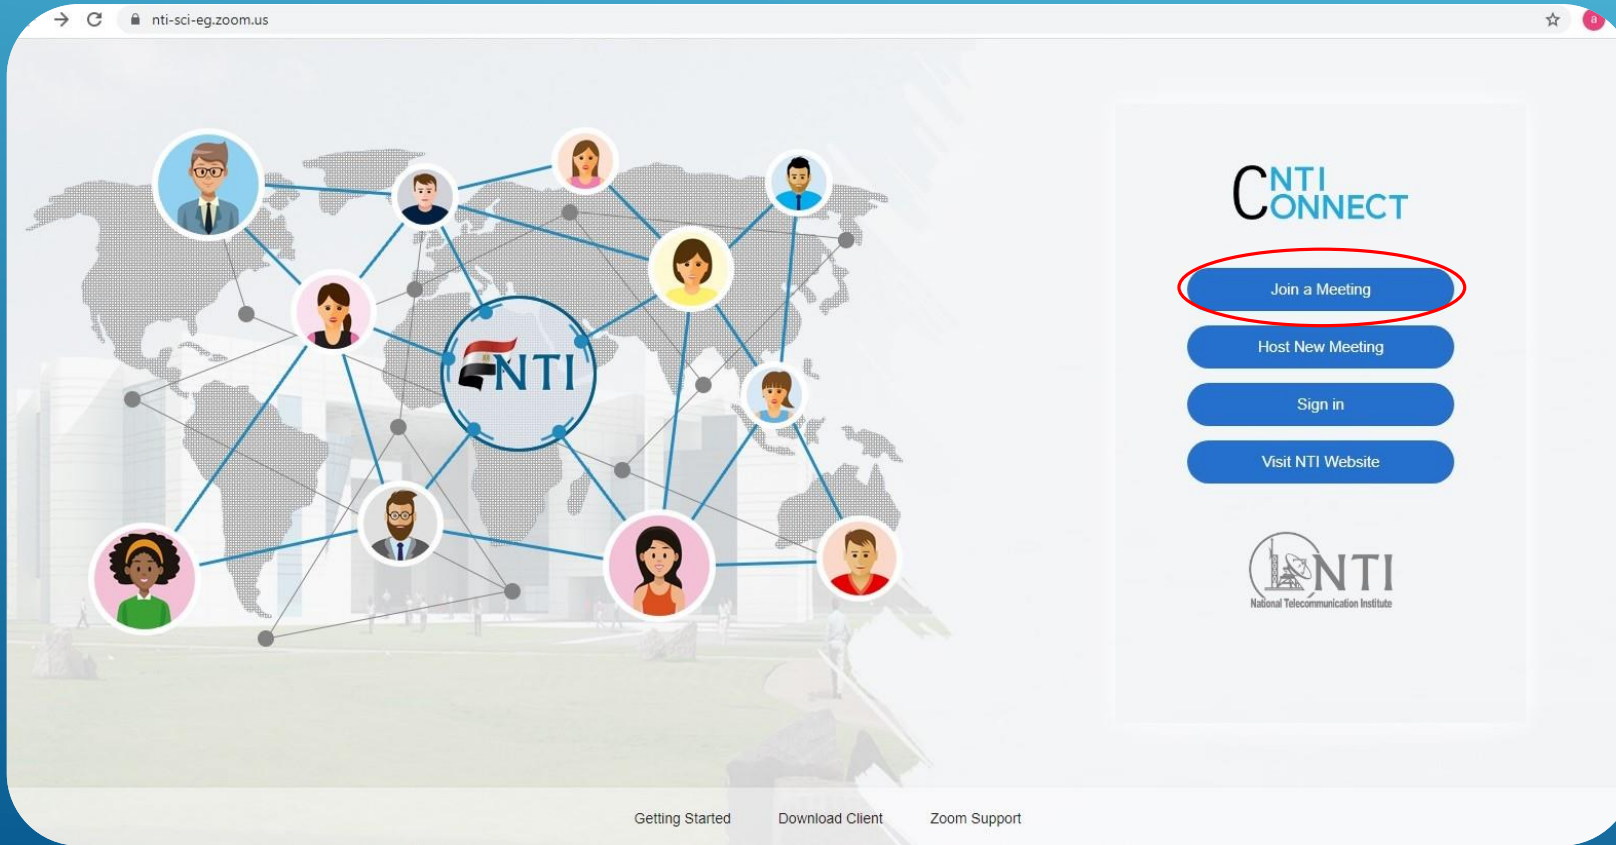 nti-sci-eg.zoom.us
a
NTI
CONNECT
Join a Meeting
Host New Meeting
Sign in
Visit NTI Website
NTI
NTI
National Telecommunication Institute
Getting Started
Download Client
Zoom Support